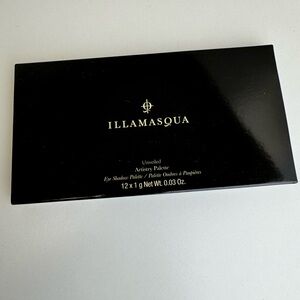 ILLAMASQUA
Unveiled
Artistry Palette
Eye Shadow Palette / Palette Ombres à Paupières
12 x 1 g Net Wt. 0.03 Oz.